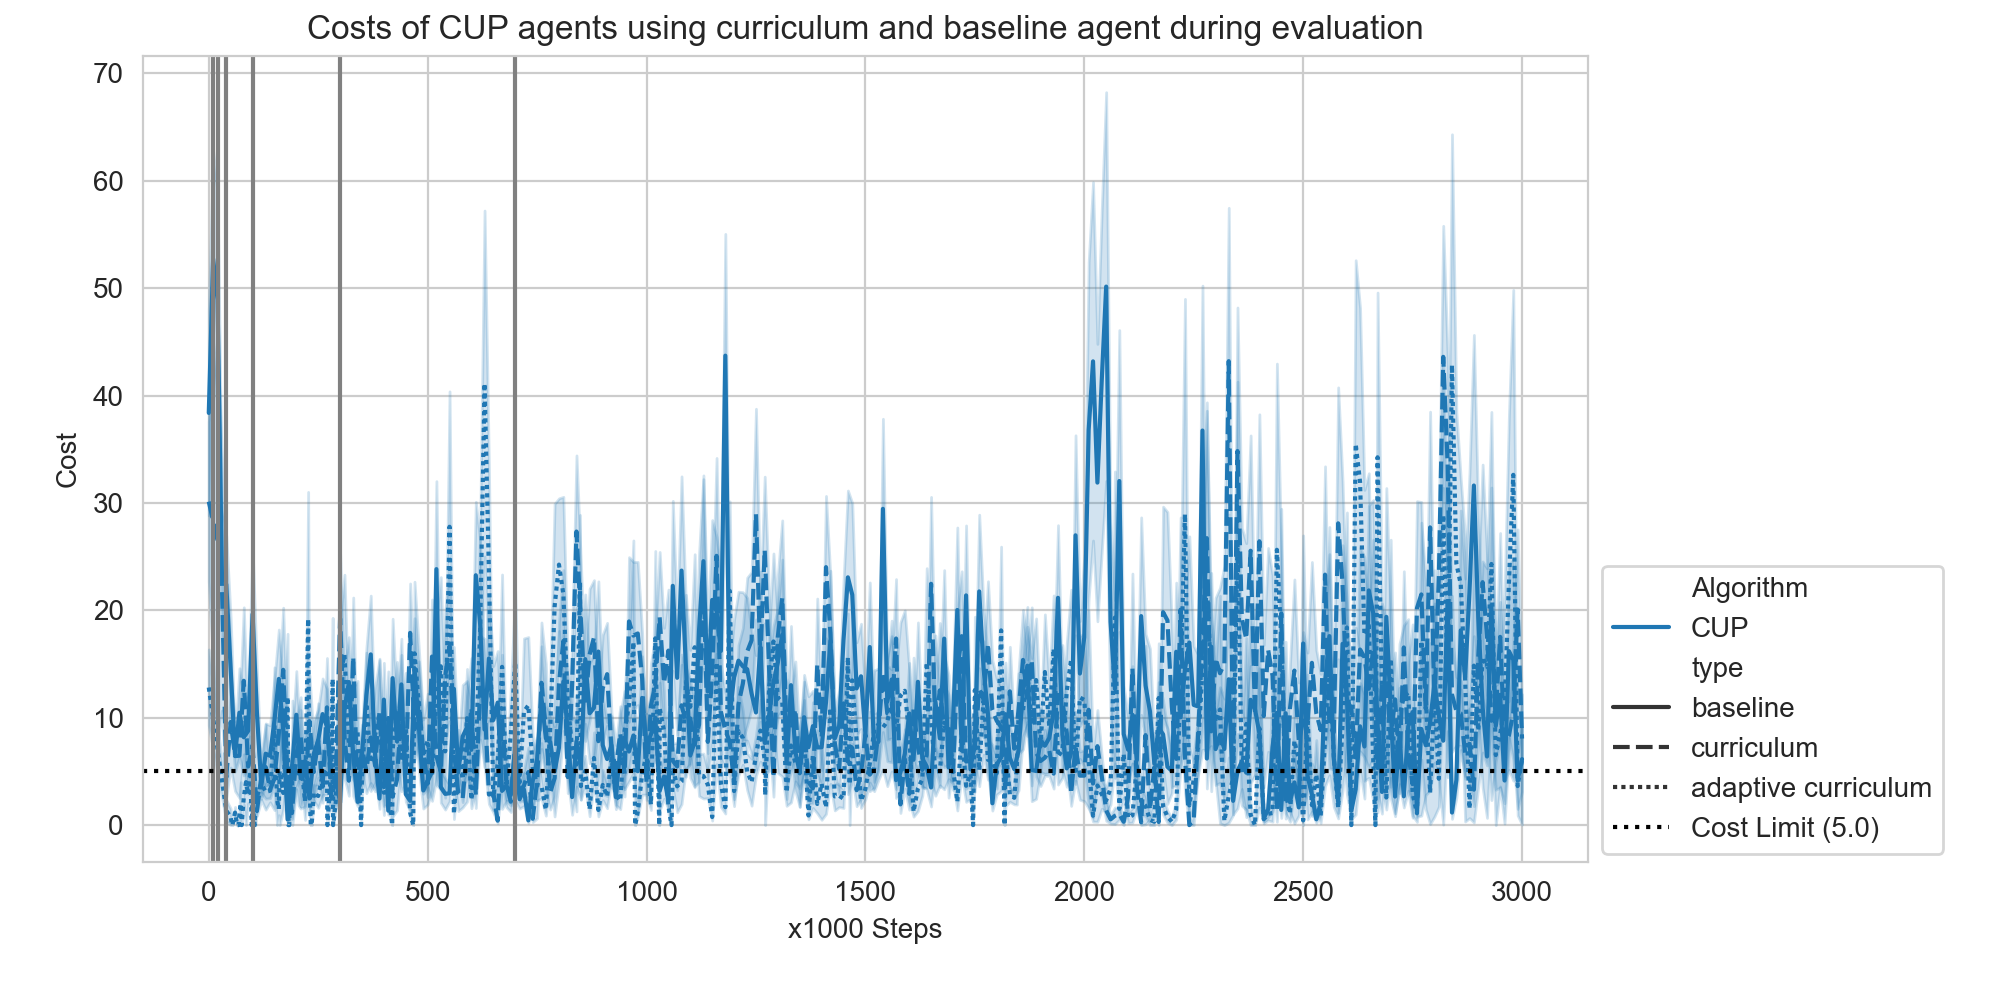 Costs of CUP agents using curriculum and baseline agent during evaluation
70
60
50
40
30
20
10
0
Cost
0 500 1000 1500 2000 2500 3000
x1000 Steps
Algorithm
CUP
type
baseline
curriculum
adaptive curriculum
Cost Limit (5.0)